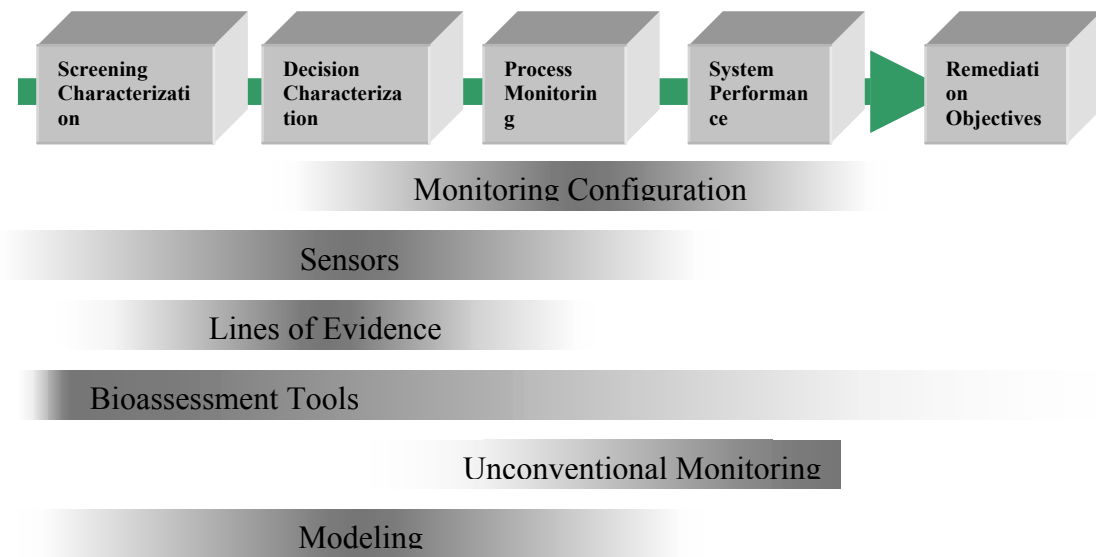 Screening
Characterizati
on
Decision
Characteriza
tion
Process
Monitorin
g
System
Performan
ce
Remediati
on
Objectives
Monitoring Configuration
Sensors
Lines of Evidence
Bioassessment Tools
Unconventional Monitoring
Modeling